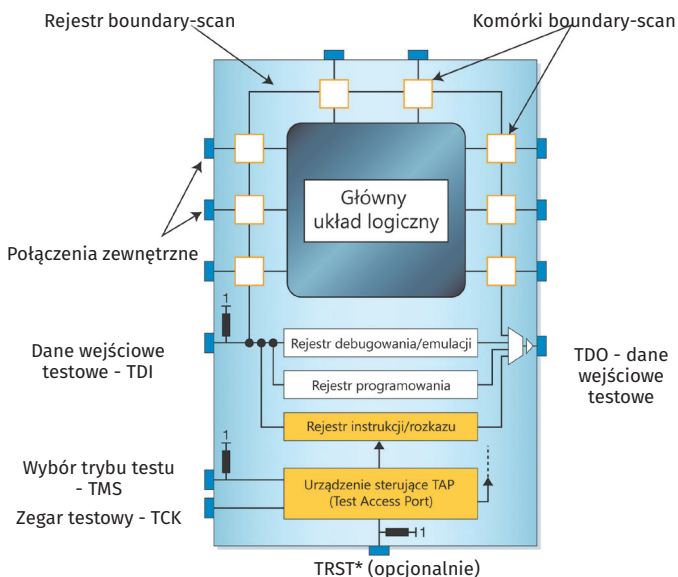 Rejestr boundary-scan
Komórki boundary-scan
Główny
układ logiczny
Połączenia zewnętrzne
1
Dane wejściowe
testowe - TDI
Rejestr debugowania/emulacji
TDO - dane
wejściowe
testowe
Rejestr programowania
Rejestr instrukcji/rozkazu
1
Wybór trybu testu
- TMS
Urządzenie sterujące TAP
(Test Access Port)
Zegar testowy - TCK
1
TRST* (opcjonalnie)